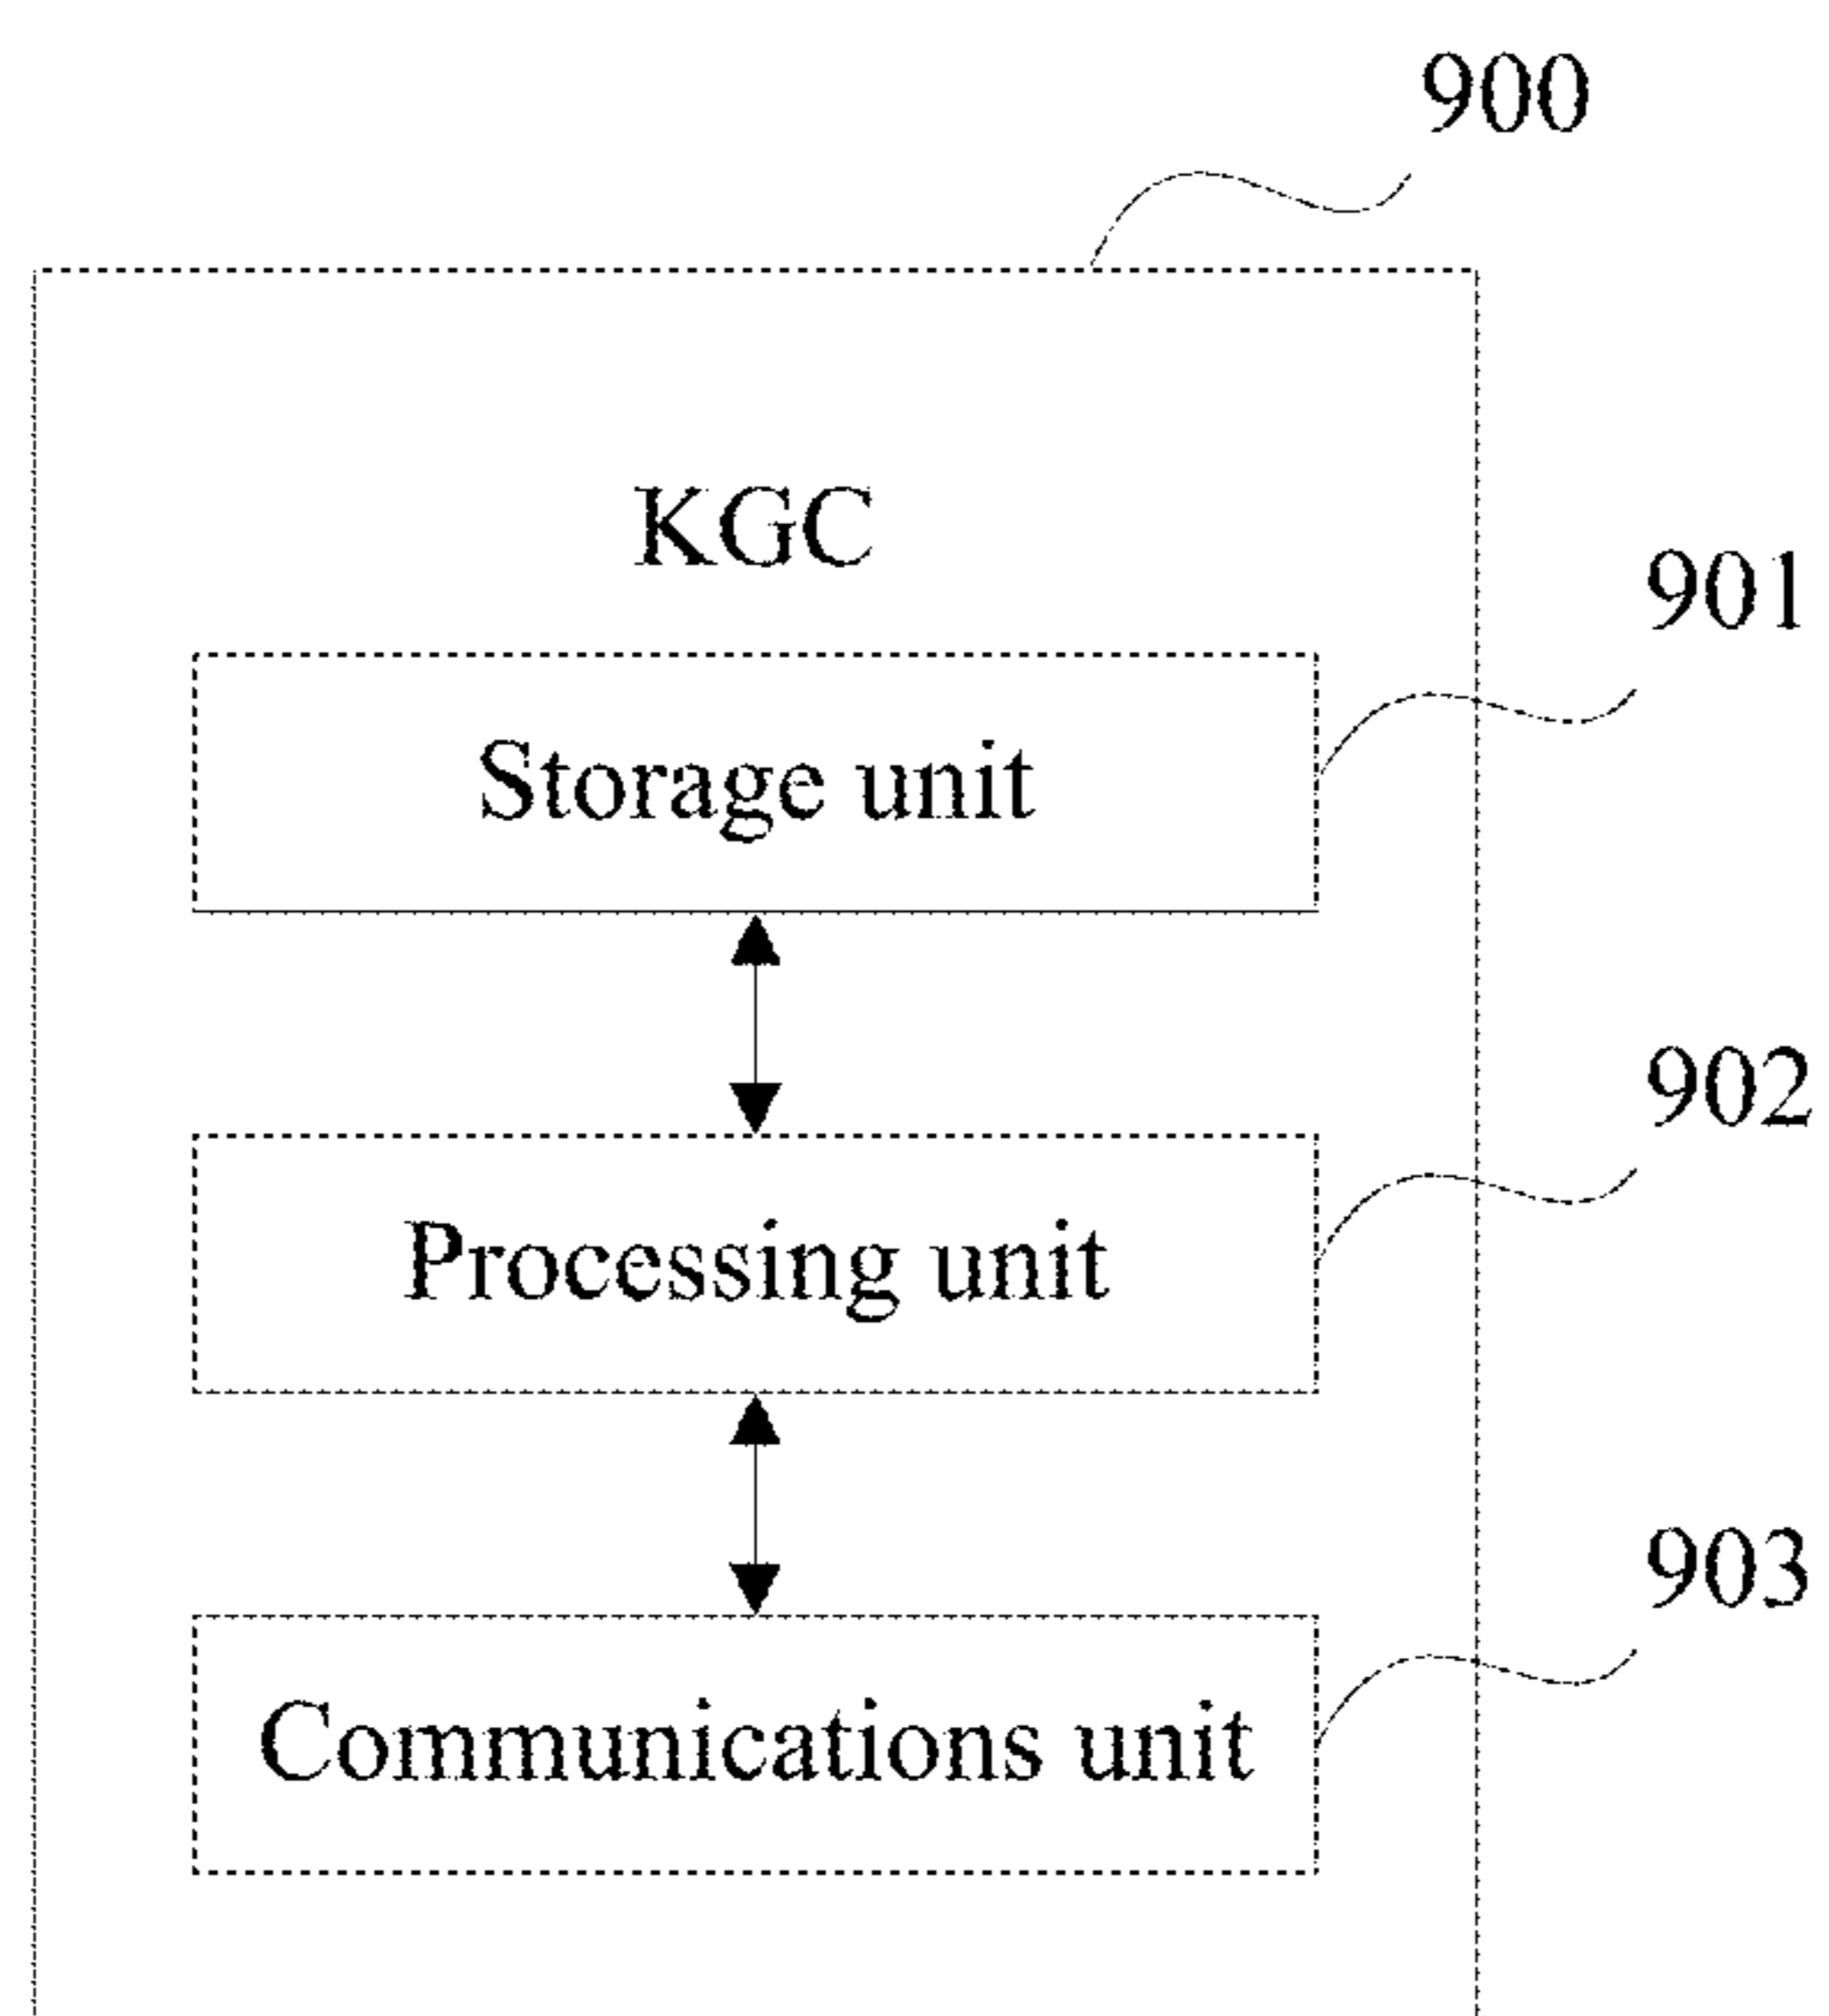 900
KGC
901
Storage unit
902
Processing unit
903
Communications unit